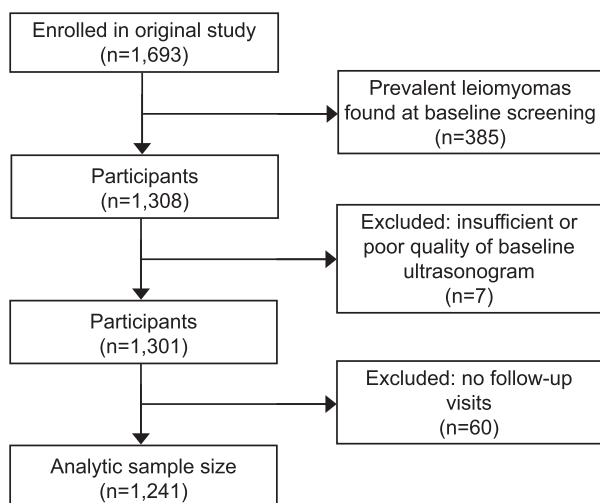 Enrolled in original study
(n=1,693)
Prevalent leiomyomas
found at baseline screening
(n=385)
Participants
(n=1,308)
Excluded: insufficient or
poor quality of baseline
ultrasonogram
(n=7)
Participants
(n=1,301)
Excluded: no follow-up
visits
(n=60)
Analytic sample size
(n=1,241)